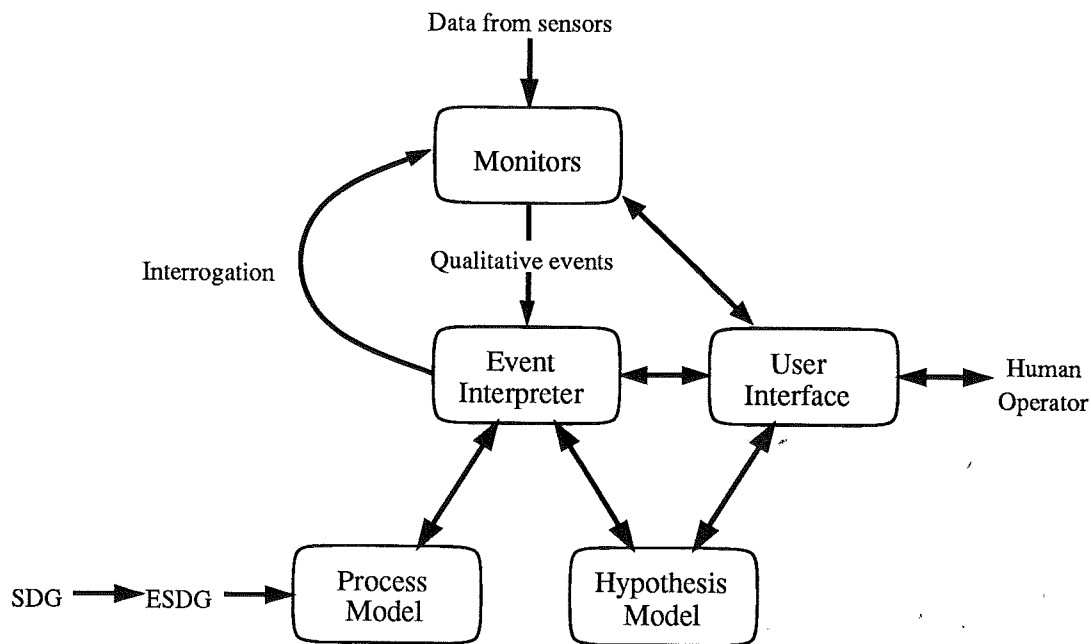 Data from sensors
Monitors
Interrogation
Qualitative events
Event
Interpreter
User
Interface
Human
Operator
SDG
ESDG
Process
Model
Hypothesis
Model